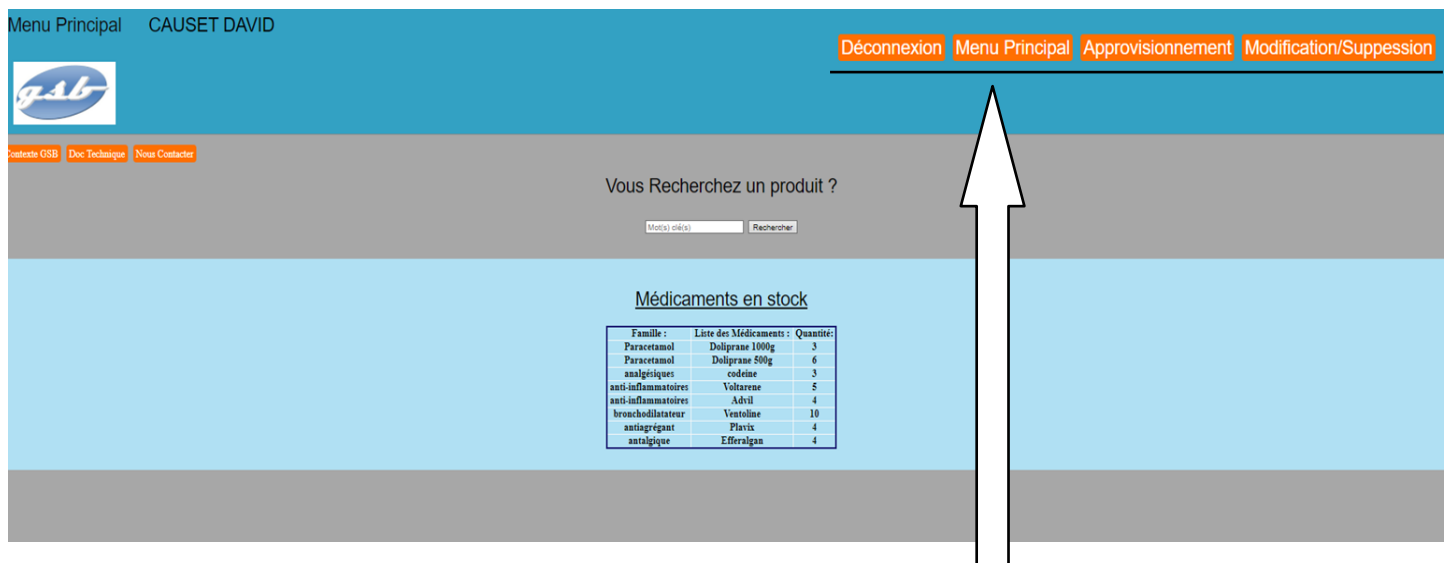 Menu Principal CAUSET DAVID
Déconnexion Menu Principal Approvisionnement Modification/Suppession
gsb
Contexte GSB Doc Technique Nous Contacter
Vous Recherchez un produit ?
Mot(s) clé(s) Rechercher
Médicaments en stock
Famille : Liste des Médicaments : Quantité:
Paracetamol Doliprane 1000g 3
Paracetamol Doliprane 500g 6
analgésiques codeine 3
anti-inflammatoires Voltarene 5
anti-inflammatoires Advil 4
bronchodilatateur Ventoline 10
antiagrégant Plavix 4
antalgique Efferalgan 4